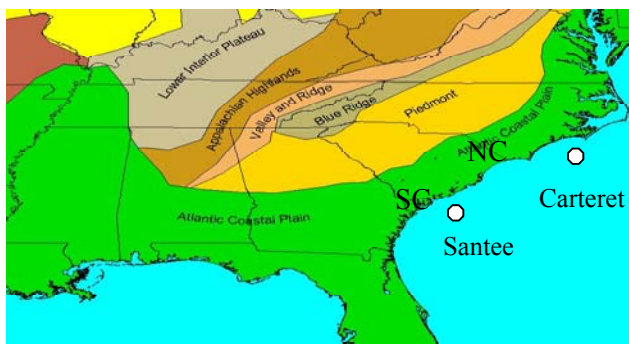 Lower Interior Plateau
Appalachian Highlands
Valley and Ridge
Blue Ridge
Piedmont
Atlantic Coastal Plain
NC
Carteret
SC
Atlantic Coastal Plain
Santee